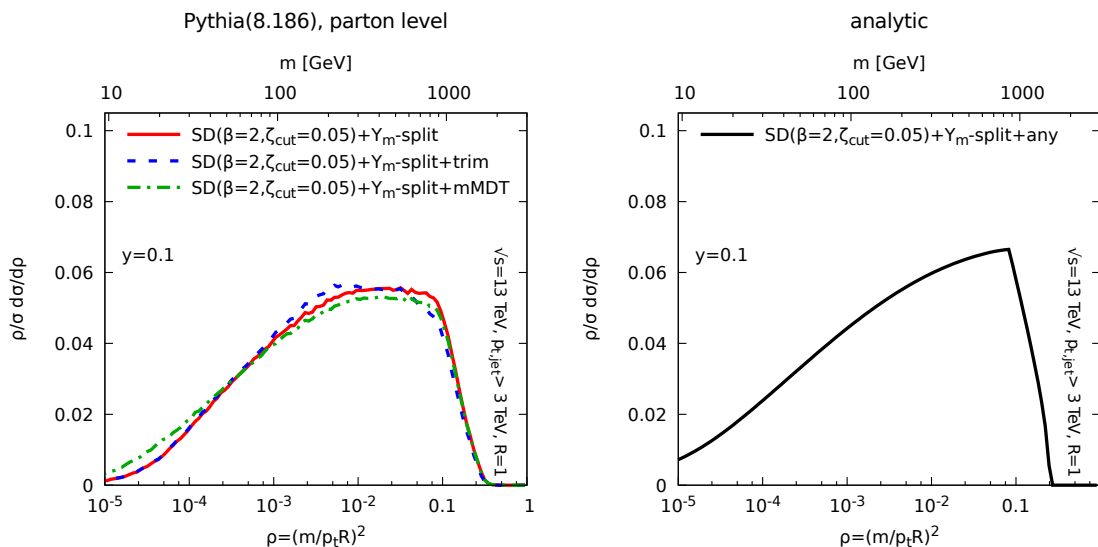 Pythia(8.186), parton level
m [GeV]
10 100 1000
ρ/σ dσ/dρ
0.1
0.08
0.06
0.04
0.02
0
SD(β=2,ζcut=0.05)+Ym-split
SD(β=2,ζcut=0.05)+Ym-split+trim
SD(β=2,ζcut=0.05)+Ym-split+mMDT
y=0.1
√s=13 TeV, pt,jet> 3 TeV, R=1
10-5 10-4 10-3 10-2 0.1 1
ρ=(m/ptR)2
analytic
m [GeV]
10 100 1000
ρ/σ dσ/dρ
0.1
0.08
0.06
0.04
0.02
0
SD(β=2,ζcut=0.05)+Ym-split+any
y=0.1
√s=13 TeV, pt,jet> 3 TeV, R=1
10-5 10-4 10-3 10-2 0.1
ρ=(m/ptR)2